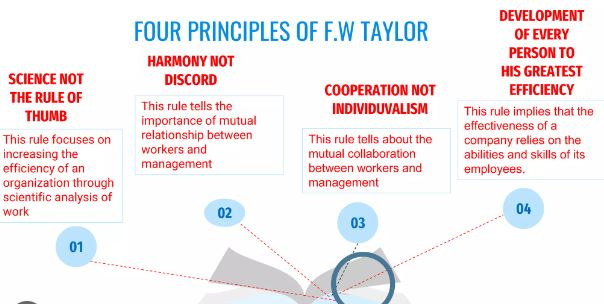 FOUR PRINCIPLES OF F.W TAYLOR
SCIENCE NOT
THE RULE OF
THUMB
This rule focuses on
increasing the
efficiency of an
organization through
scientific analysis of
work
01
HARMONY NOT
DISCORD
This rule tells the
importance of mutual
relationship between
workers and
management
02
COOPERATION NOT
INDIVIDUVALISM
This rule tells about the
mutual collaboration
between workers and
management
03
DEVELOPMENT
OF EVERY
PERSON TO
HIS GREATEST
EFFICIENCY
This rule implies that the
effectiveness of a
company relies on the
abilities and skills of its
employees.
04